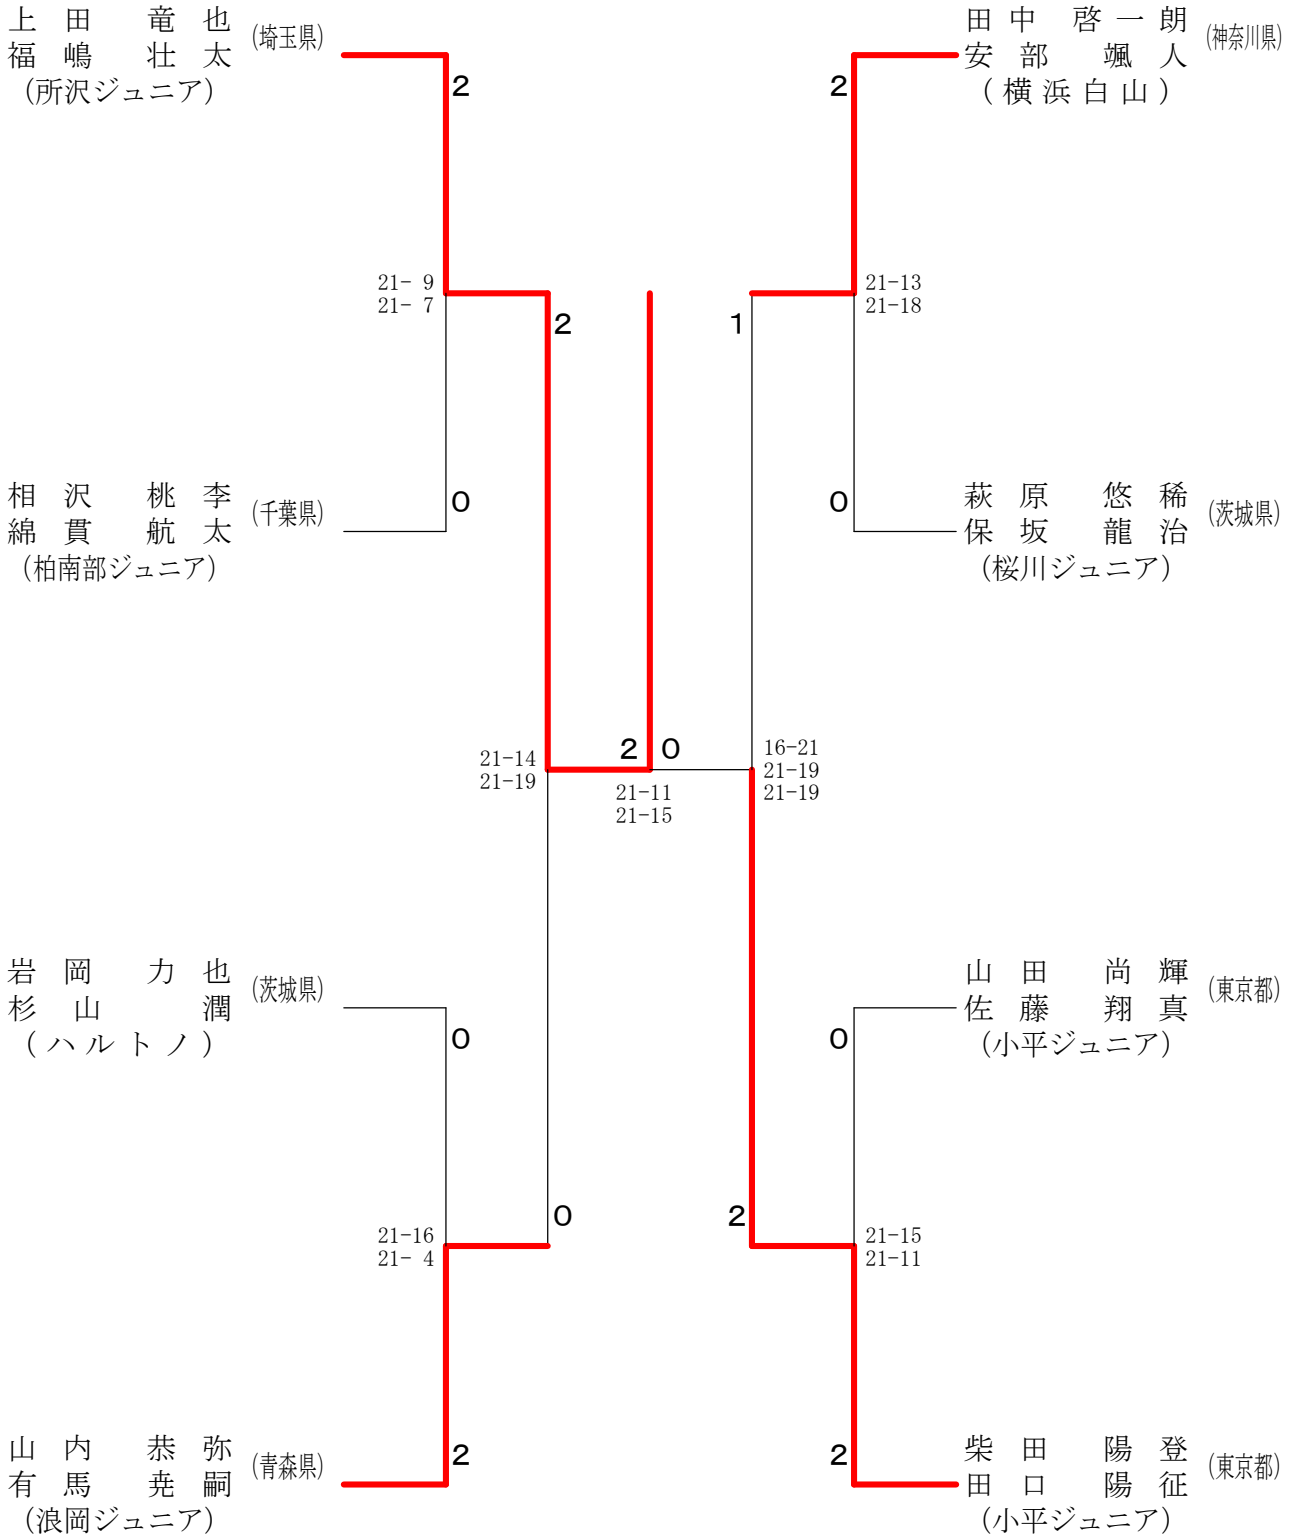 上田 竜也 (埼玉県)
福嶋 壮太
(所沢ジュニア)
2
21- 9
21- 7
2
0
相沢 桃李 (千葉県)
綿貫 航太
(柏南部ジュニア)
21-14
21-19
2 0
21-11
21-15
岩岡 力也 (茨城県)
杉山 潤
(ハルトノ)
0
0
21-16
21- 4
2
山内 恭弥 (青森県)
有馬 尭嗣
(浪岡ジュニア)
田中 啓一朗 (神奈川県)
安部 颯人
(横浜白山)
2
21-13
21-18
1
0
萩原 悠稀 (茨城県)
保坂 龍治
(桜川ジュニア)
16-21
21-19
21-19
山田 尚輝 (東京都)
佐藤 翔真
(小平ジュニア)
0
2
21-15
21-11
2
柴田 陽登 (東京都)
田口 陽征
(小平ジュニア)